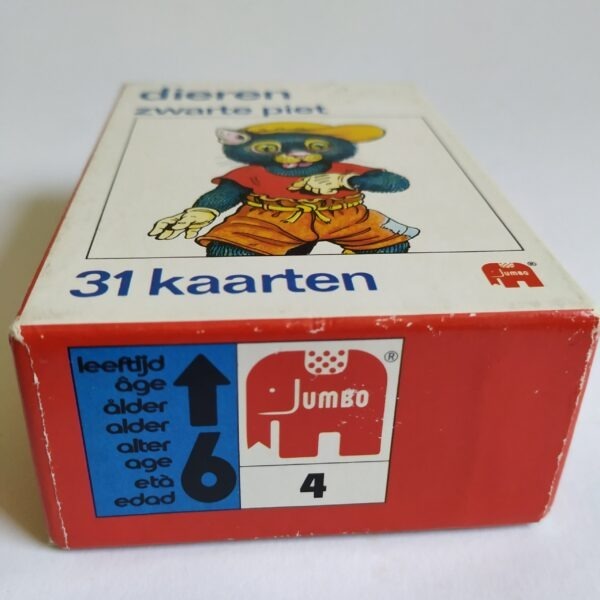 dieren
zwarte piet
31 kaarten
Jumbo
®
leeftijd
âge
ålder
alder
alter
age
età
edad
6
JUMBO
®
4